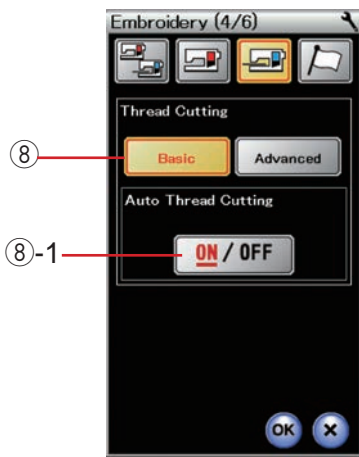 Embroidery (4/6)
Thread Cutting
⑧
Basic
Advanced
Auto Thread Cutting
⑧-1
ON / OFF
OK